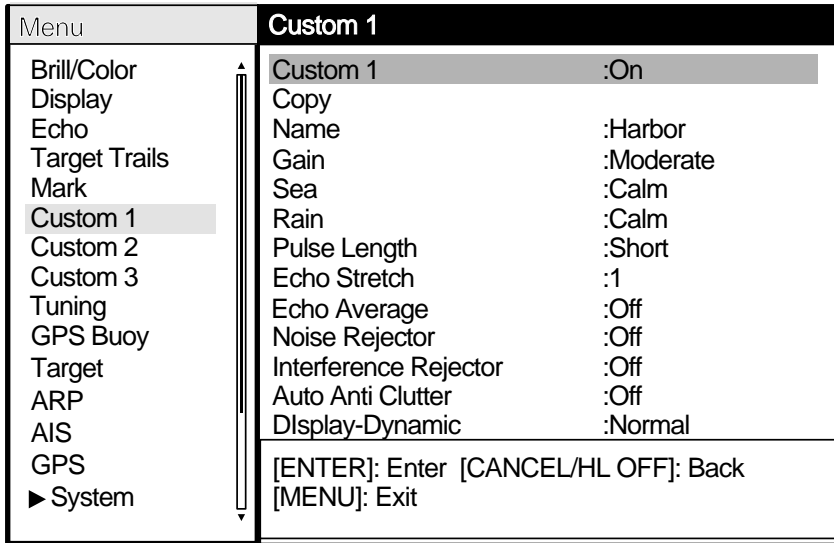 Menu
Brill/Color
Display
Echo
Target Trails
Mark
Custom 1
Custom 2
Custom 3
Tuning
GPS Buoy
Target
ARP
AIS
GPS
►System
Custom 1
Custom 1 :On
Copy
Name :Harbor
Gain :Moderate
Sea :Calm
Rain :Calm
Pulse Length :Short
Echo Stretch :1
Echo Average :Off
Noise Rejector :Off
Interference Rejector :Off
Auto Anti Clutter :Off
DIsplay-Dynamic :Normal
[ENTER]: Enter [CANCEL/HL OFF]: Back
[MENU]: Exit